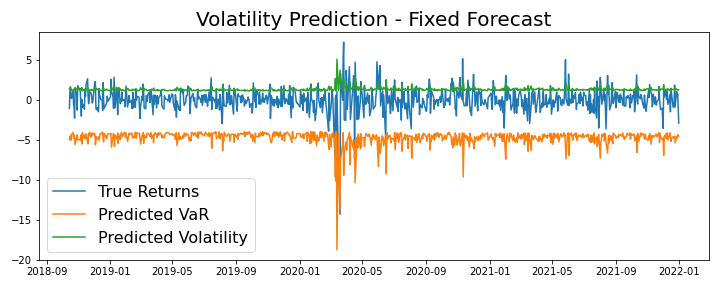 Volatility Prediction - Fixed Forecast
5
0
−5
−10
−15
−20
True Returns
Predicted VaR
Predicted Volatility
2018-09 2019-01 2019-05 2019-09 2020-01 2020-05 2020-09 2021-01 2021-05 2021-09 2022-01